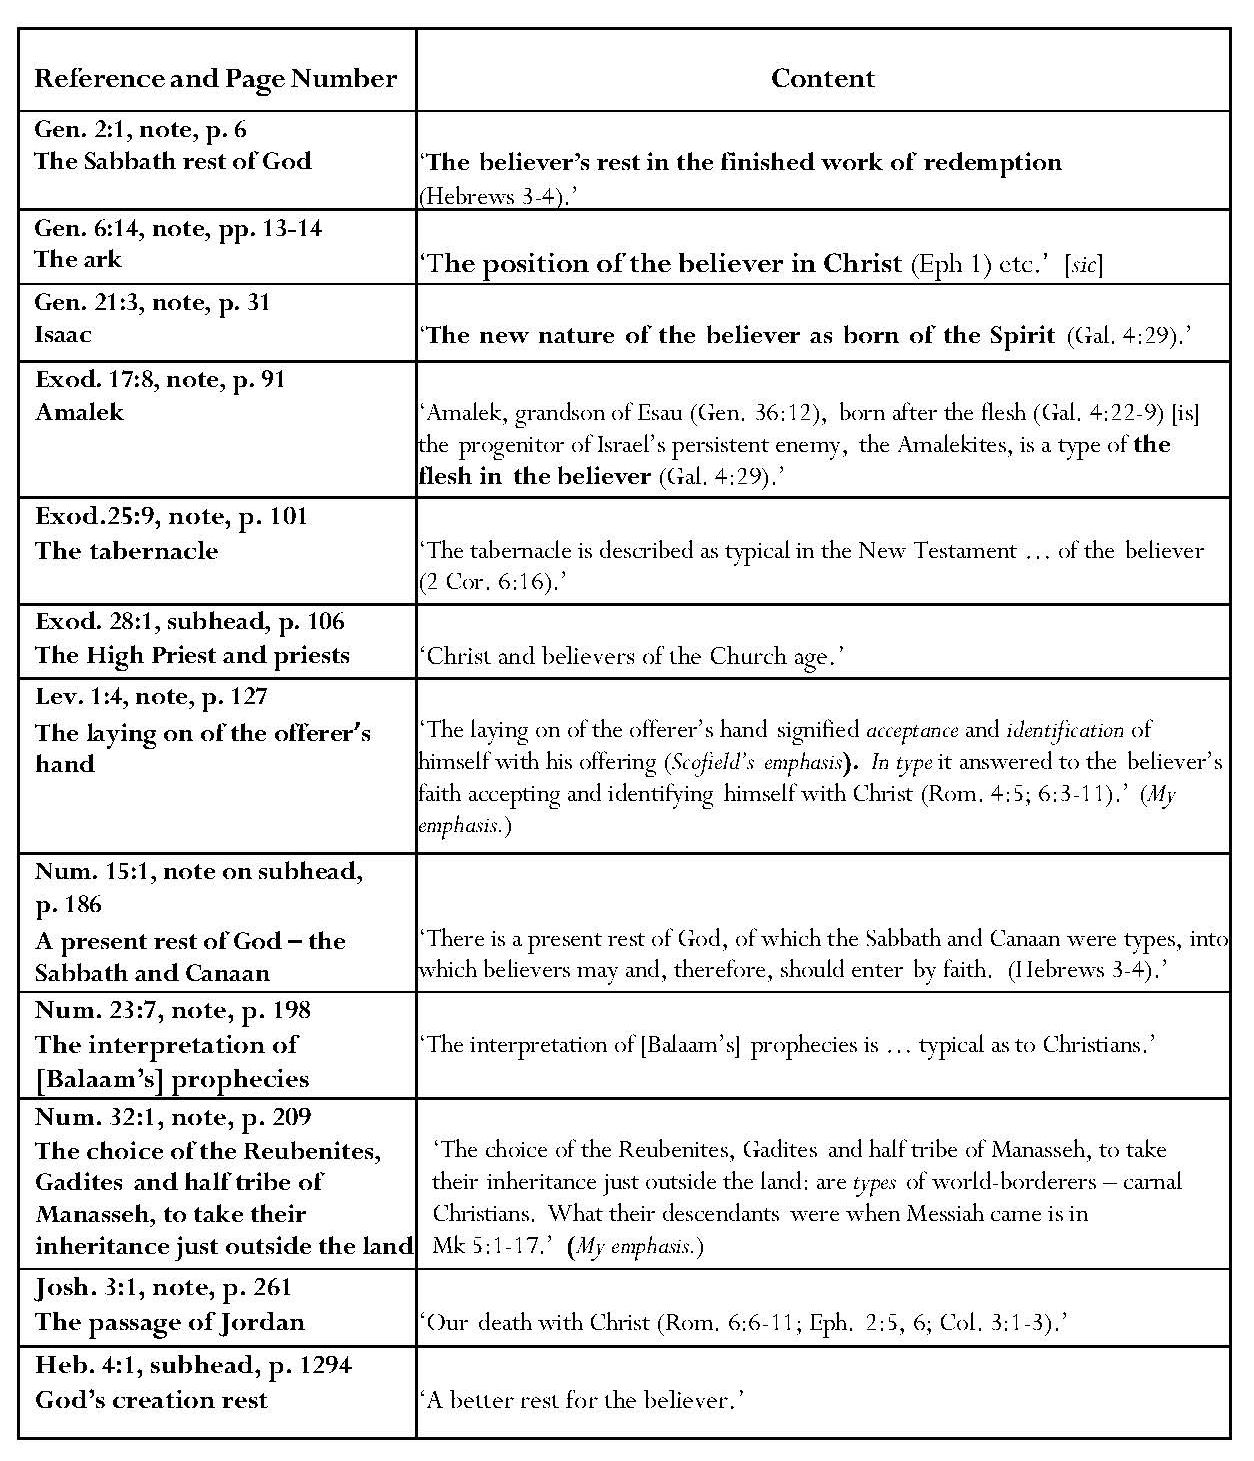 Reference and Page Number
Content
Gen. 2:1, note, p. 6
The Sabbath rest of God
‘The believer’s rest in the finished work of redemption
(Hebrews 3-4).’
Gen. 6:14, note, pp. 13-14
The ark
‘The position of the believer in Christ (Eph 1) etc.’ [sic]
Gen. 21:3, note, p. 31
Isaac
‘The new nature of the believer as born of the Spirit (Gal. 4:29).’
Exod. 17:8, note, p. 91
Amalek
‘Amalek, grandson of Esau (Gen. 36:12), born after the flesh (Gal. 4:22-9) [is]
the progenitor of Israel’s persistent enemy, the Amalekites, is a type of the
flesh in the believer (Gal. 4:29).’
Exod.25:9, note, p. 101
The tabernacle
‘The tabernacle is described as typical in the New Testament … of the believer
(2 Cor. 6:16).’
Exod. 28:1, subhead, p. 106
The High Priest and priests
‘Christ and believers of the Church age.’
Lev. 1:4, note, p. 127
The laying on of the offerer’s
hand
‘The laying on of the offerer’s hand signified acceptance and identification of
himself with his offering (Scofield’s emphasis). In type it answered to the believer’s
faith accepting and identifying himself with Christ (Rom. 4:5; 6:3-11).’ (My
emphasis.)
Num. 15:1, note on subhead,
p. 186
A present rest of God – the
Sabbath and Canaan
‘There is a present rest of God, of which the Sabbath and Canaan were types, into
which believers may and, therefore, should enter by faith. (Hebrews 3-4).’
Num. 23:7, note, p. 198
The interpretation of
[Balaam’s] prophecies
‘The interpretation of [Balaam’s] prophecies is … typical as to Christians.’
Num. 32:1, note, p. 209
The choice of the Reubenites,
Gadites and half tribe of
Manasseh, to take their
inheritance just outside the land
‘The choice of the Reubenites, Gadites and half tribe of Manasseh, to take
their inheritance just outside the land: are types of world-borderers – carnal
Christians. What their descendants were when Messiah came is in
Mk 5:1-17.’ (My emphasis.)
Josh. 3:1, note, p. 261
The passage of Jordan
‘Our death with Christ (Rom. 6:6-11; Eph. 2:5, 6; Col. 3:1-3).’
Heb. 4:1, subhead, p. 1294
God’s creation rest
‘A better rest for the believer.’